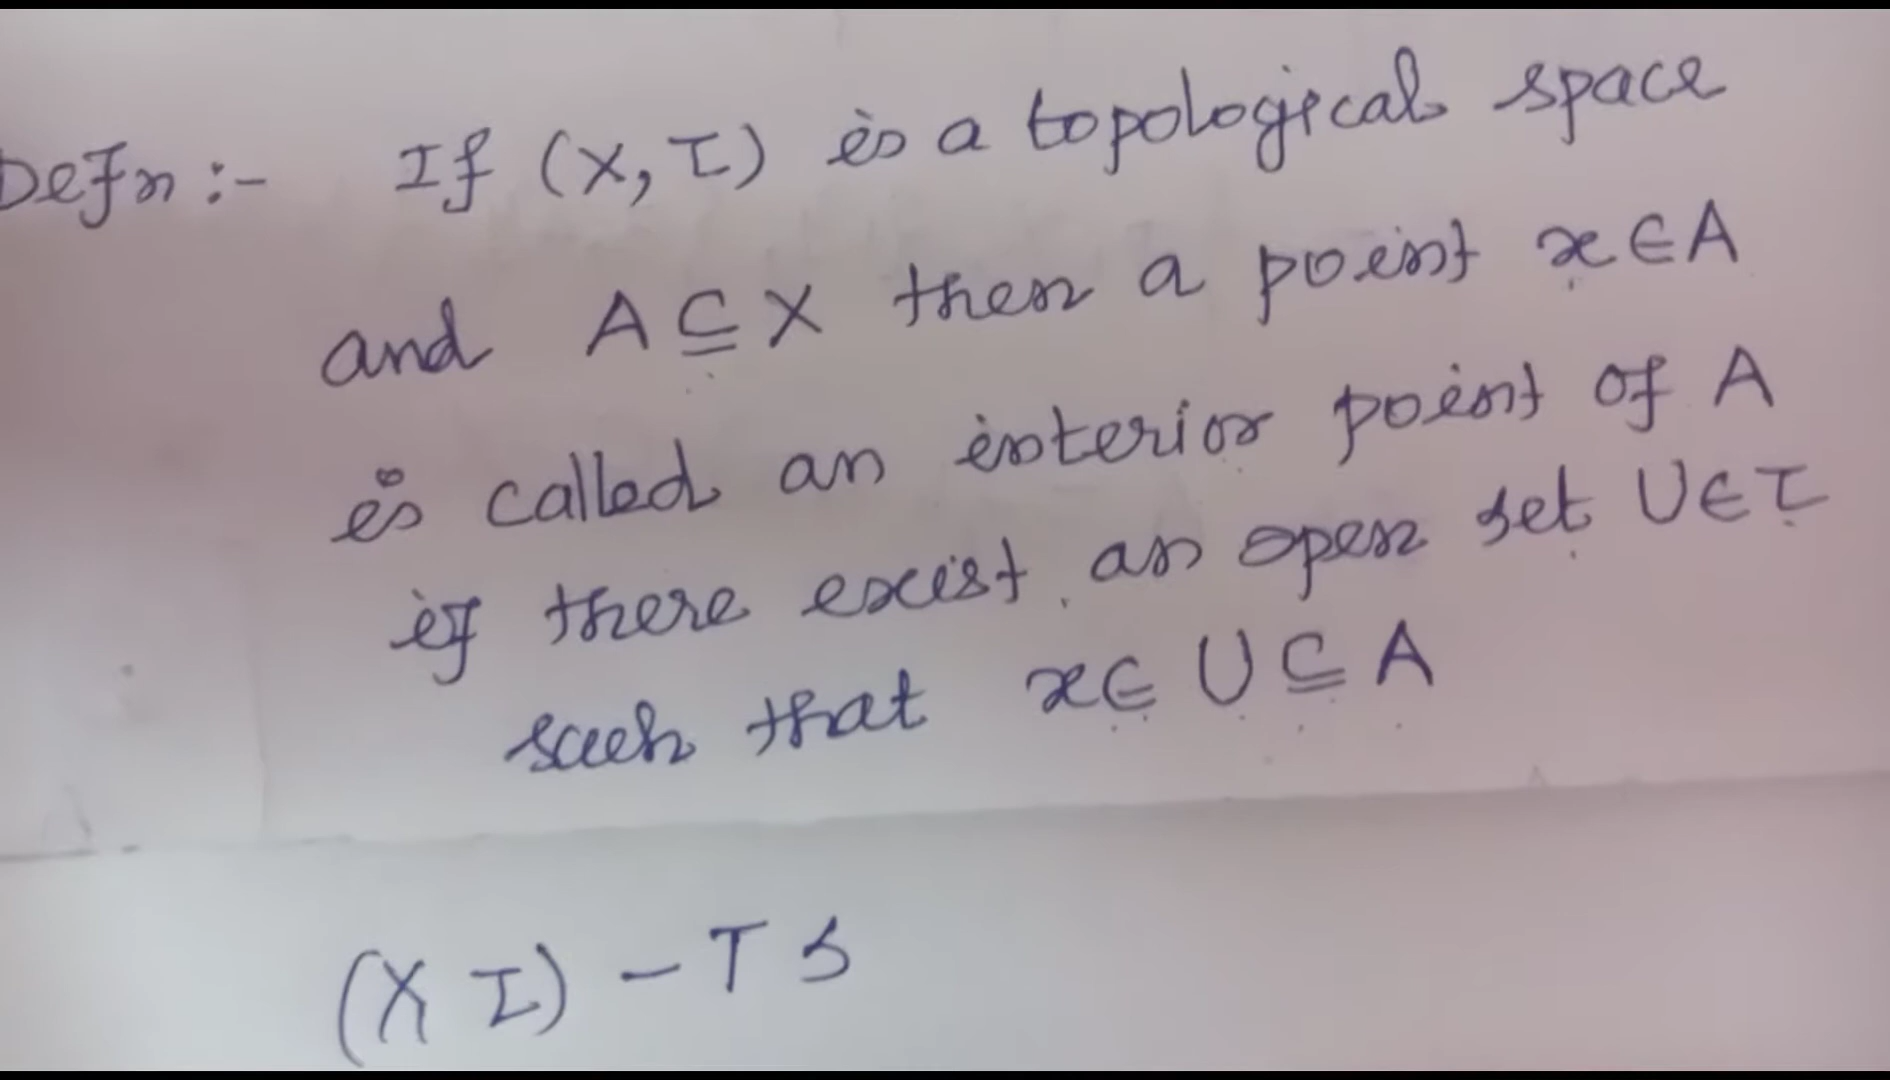 Defn :- If (X, τ) is a topological space
and A ⊆ X then a point x ∈ A
is called an interior point of A
if there exist an open set U ∈ τ
such that x ∈ U ⊆ A
(X τ) - T S